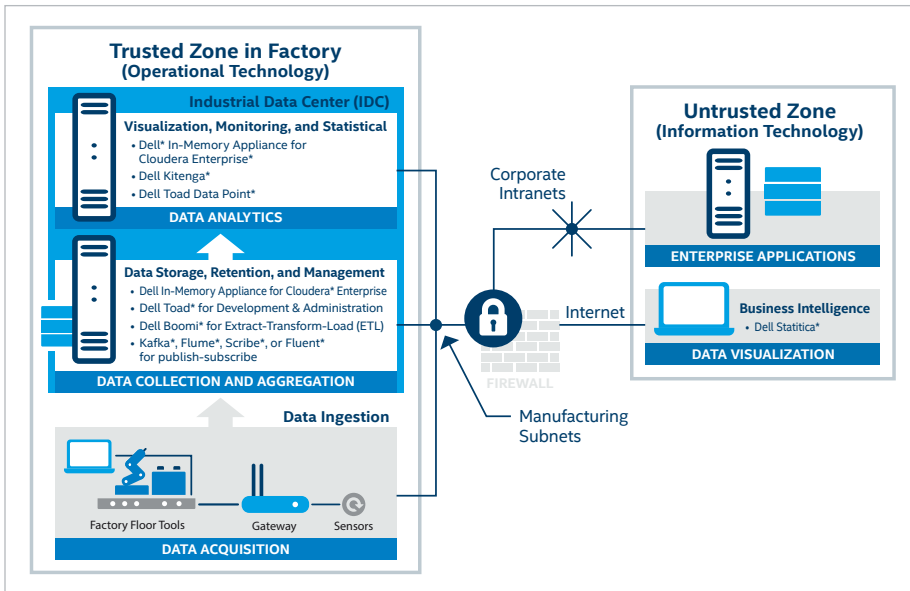 Trusted Zone in Factory
(Operational Technology)
Industrial Data Center (IDC)
Visualization, Monitoring, and Statistical
• Dell* In-Memory Appliance for
Cloudera Enterprise*
• Dell Kitenga*
• Dell Toad Data Point*
DATA ANALYTICS
Data Storage, Retention, and Management
• Dell In-Memory Appliance for Cloudera* Enterprise
• Dell Toad* for Development & Administration
• Dell Boomi* for Extract-Transform-Load (ETL)
• Kafka*, Flume*, Scribe*, or Fluent*
for publish-subscribe
DATA COLLECTION AND AGGREGATION
Data Ingestion
Factory Floor Tools
Gateway
Sensors
DATA ACQUISITION
Corporate
Intranets
Internet
FIREWALL
Manufacturing
Subnets
Untrusted Zone
(Information Technology)
ENTERPRISE APPLICATIONS
Business Intelligence
• Dell Statitica*
DATA VISUALIZATION